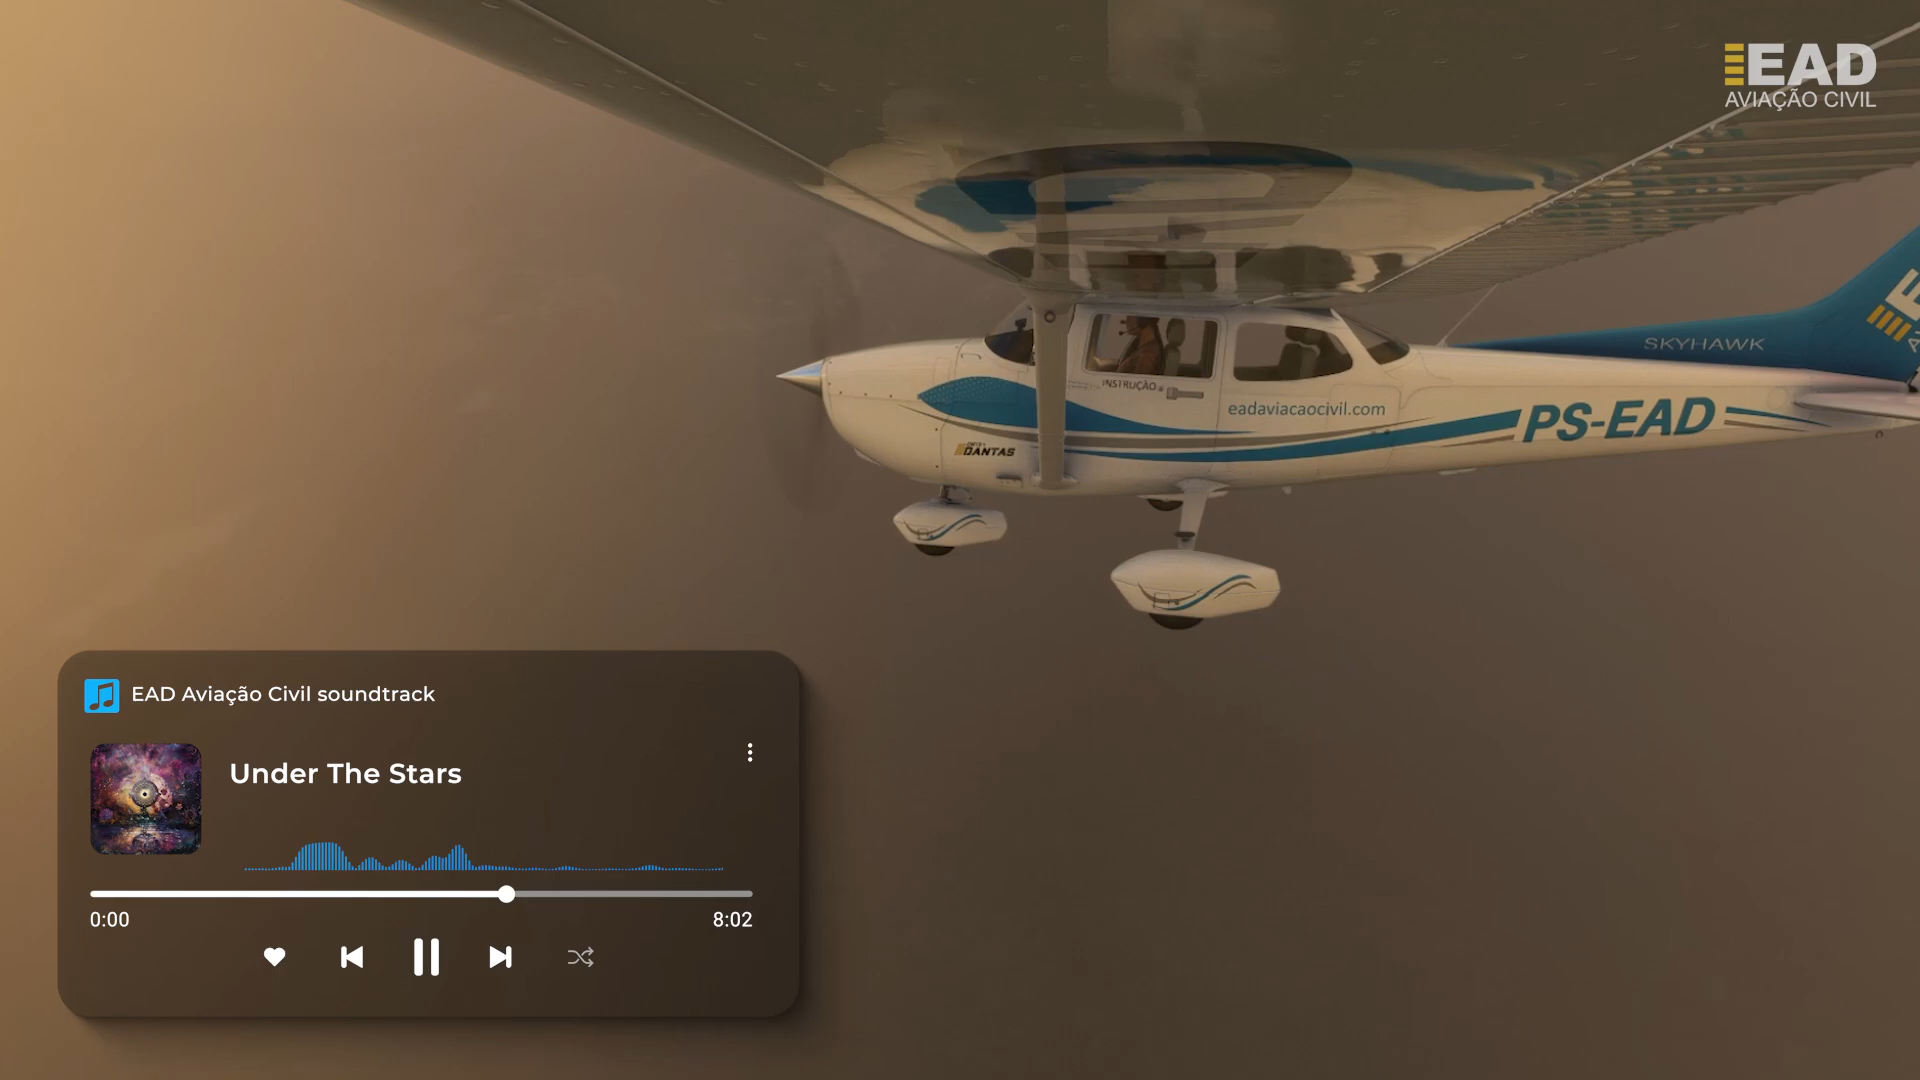 EAD
AVIAÇÃO CIVIL
SKYHAWK
INSTRUÇÃO
eadaviacaocivil.com
PS-EAD
DANTAS
EAD Aviação Civil soundtrack
Under The Stars
0:00
8:02